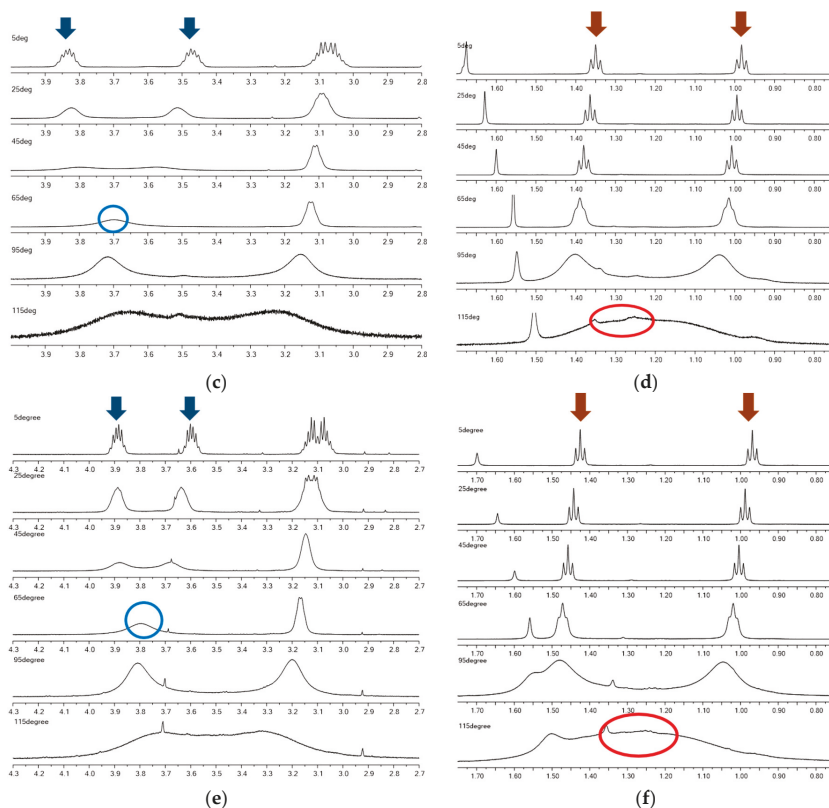 5deg
3.9 3.8 3.7 3.6 3.5 3.4 3.3 3.2 3.1 3.0 2.9 2.8
25deg
3.9 3.8 3.7 3.6 3.5 3.4 3.3 3.2 3.1 3.0 2.9 2.8
45deg
3.9 3.8 3.7 3.6 3.5 3.4 3.3 3.2 3.1 3.0 2.9 2.8
65deg
3.9 3.8 3.7 3.6 3.5 3.4 3.3 3.2 3.1 3.0 2.9 2.8
95deg
3.9 3.8 3.7 3.6 3.5 3.4 3.3 3.2 3.1 3.0 2.9 2.8
115deg
3.9 3.8 3.7 3.6 3.5 3.4 3.3 3.2 3.1 3.0 2.9 2.8
(c)
5deg
1.60 1.50 1.40 1.30 1.20 1.10 1.00 0.90 0.80
25deg
1.60 1.50 1.40 1.30 1.20 1.10 1.00 0.90 0.80
45deg
1.60 1.50 1.40 1.30 1.20 1.10 1.00 0.90 0.80
65deg
1.60 1.50 1.40 1.30 1.20 1.10 1.00 0.90 0.80
95deg
1.60 1.50 1.40 1.30 1.20 1.10 1.00 0.90 0.80
115deg
1.60 1.50 1.40 1.30 1.20 1.10 1.00 0.90 0.80
(d)
5degree
4.3 4.2 4.1 4.0 3.9 3.8 3.7 3.6 3.5 3.4 3.3 3.2 3.1 3.0 2.9 2.8 2.7
25degree
4.3 4.2 4.1 4.0 3.9 3.8 3.7 3.6 3.5 3.4 3.3 3.2 3.1 3.0 2.9 2.8 2.7
45degree
4.3 4.2 4.1 4.0 3.9 3.8 3.7 3.6 3.5 3.4 3.3 3.2 3.1 3.0 2.9 2.8 2.7
65degree
4.3 4.2 4.1 4.0 3.9 3.8 3.7 3.6 3.5 3.4 3.3 3.2 3.1 3.0 2.9 2.8 2.7
95degree
4.3 4.2 4.1 4.0 3.9 3.8 3.7 3.6 3.5 3.4 3.3 3.2 3.1 3.0 2.9 2.8 2.7
115degree
4.3 4.2 4.1 4.0 3.9 3.8 3.7 3.6 3.5 3.4 3.3 3.2 3.1 3.0 2.9 2.8 2.7
(e)
5degree
1.70 1.60 1.50 1.40 1.30 1.20 1.10 1.00 0.90 0.80
25degree
1.70 1.60 1.50 1.40 1.30 1.20 1.10 1.00 0.90 0.80
45degree
1.70 1.60 1.50 1.40 1.30 1.20 1.10 1.00 0.90 0.80
65degree
1.70 1.60 1.50 1.40 1.30 1.20 1.10 1.00 0.90 0.80
95degree
1.70 1.60 1.50 1.40 1.30 1.20 1.10 1.00 0.90 0.80
115degree
1.70 1.60 1.50 1.40 1.30 1.20 1.10 1.00 0.90 0.80
(f)